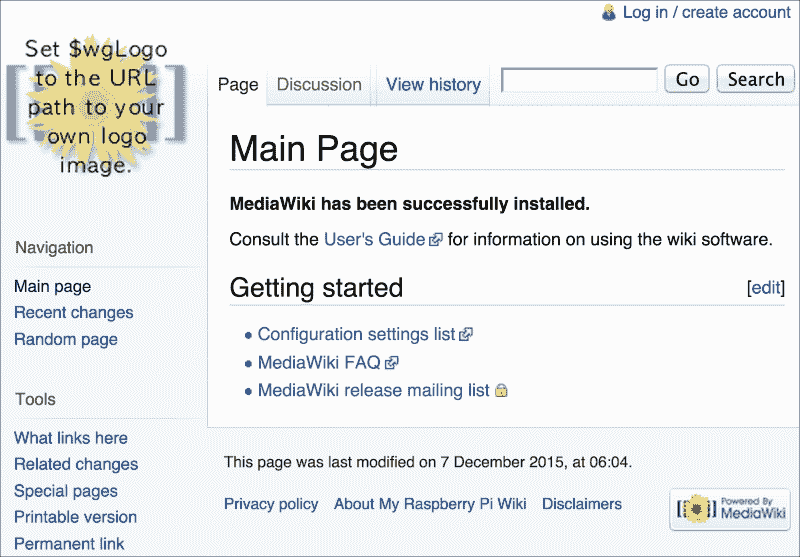 Log in / create account
Set $wgLogo
to the URL
path to your
own logo
image.
Page Discussion View history Go Search
Main Page
MediaWiki has been successfully installed.
Consult the User's Guide for information on using the wiki software.
Getting started [edit]
Configuration settings list
MediaWiki FAQ
MediaWiki release mailing list
Navigation
Main page
Recent changes
Random page
Tools
What links here
Related changes
Special pages
Printable version
Permanent link
This page was last modified on 7 December 2015, at 06:04.
Privacy policy About My Raspberry Pi Wiki Disclaimers
Powered By
MediaWiki